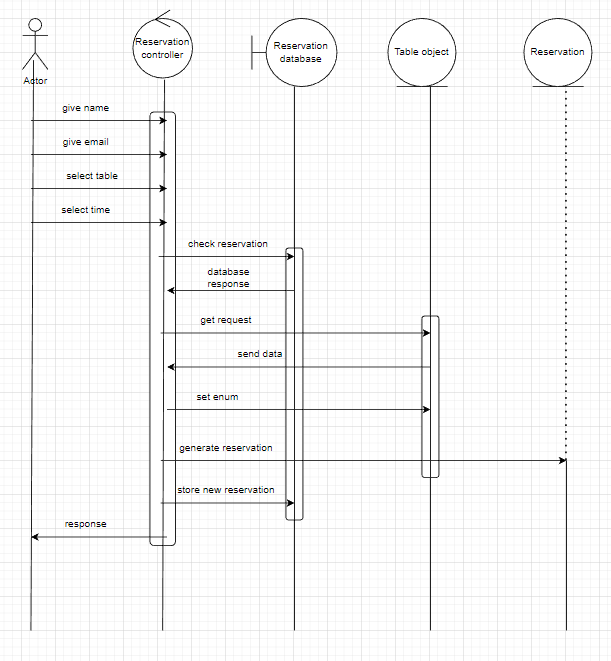 Reservation
controller
Reservation
database
Table object
Reservation
Actor
give name
give email
select table
select time
check reservation
database
response
get request
send data
set enum
generate reservation
store new reservation
response